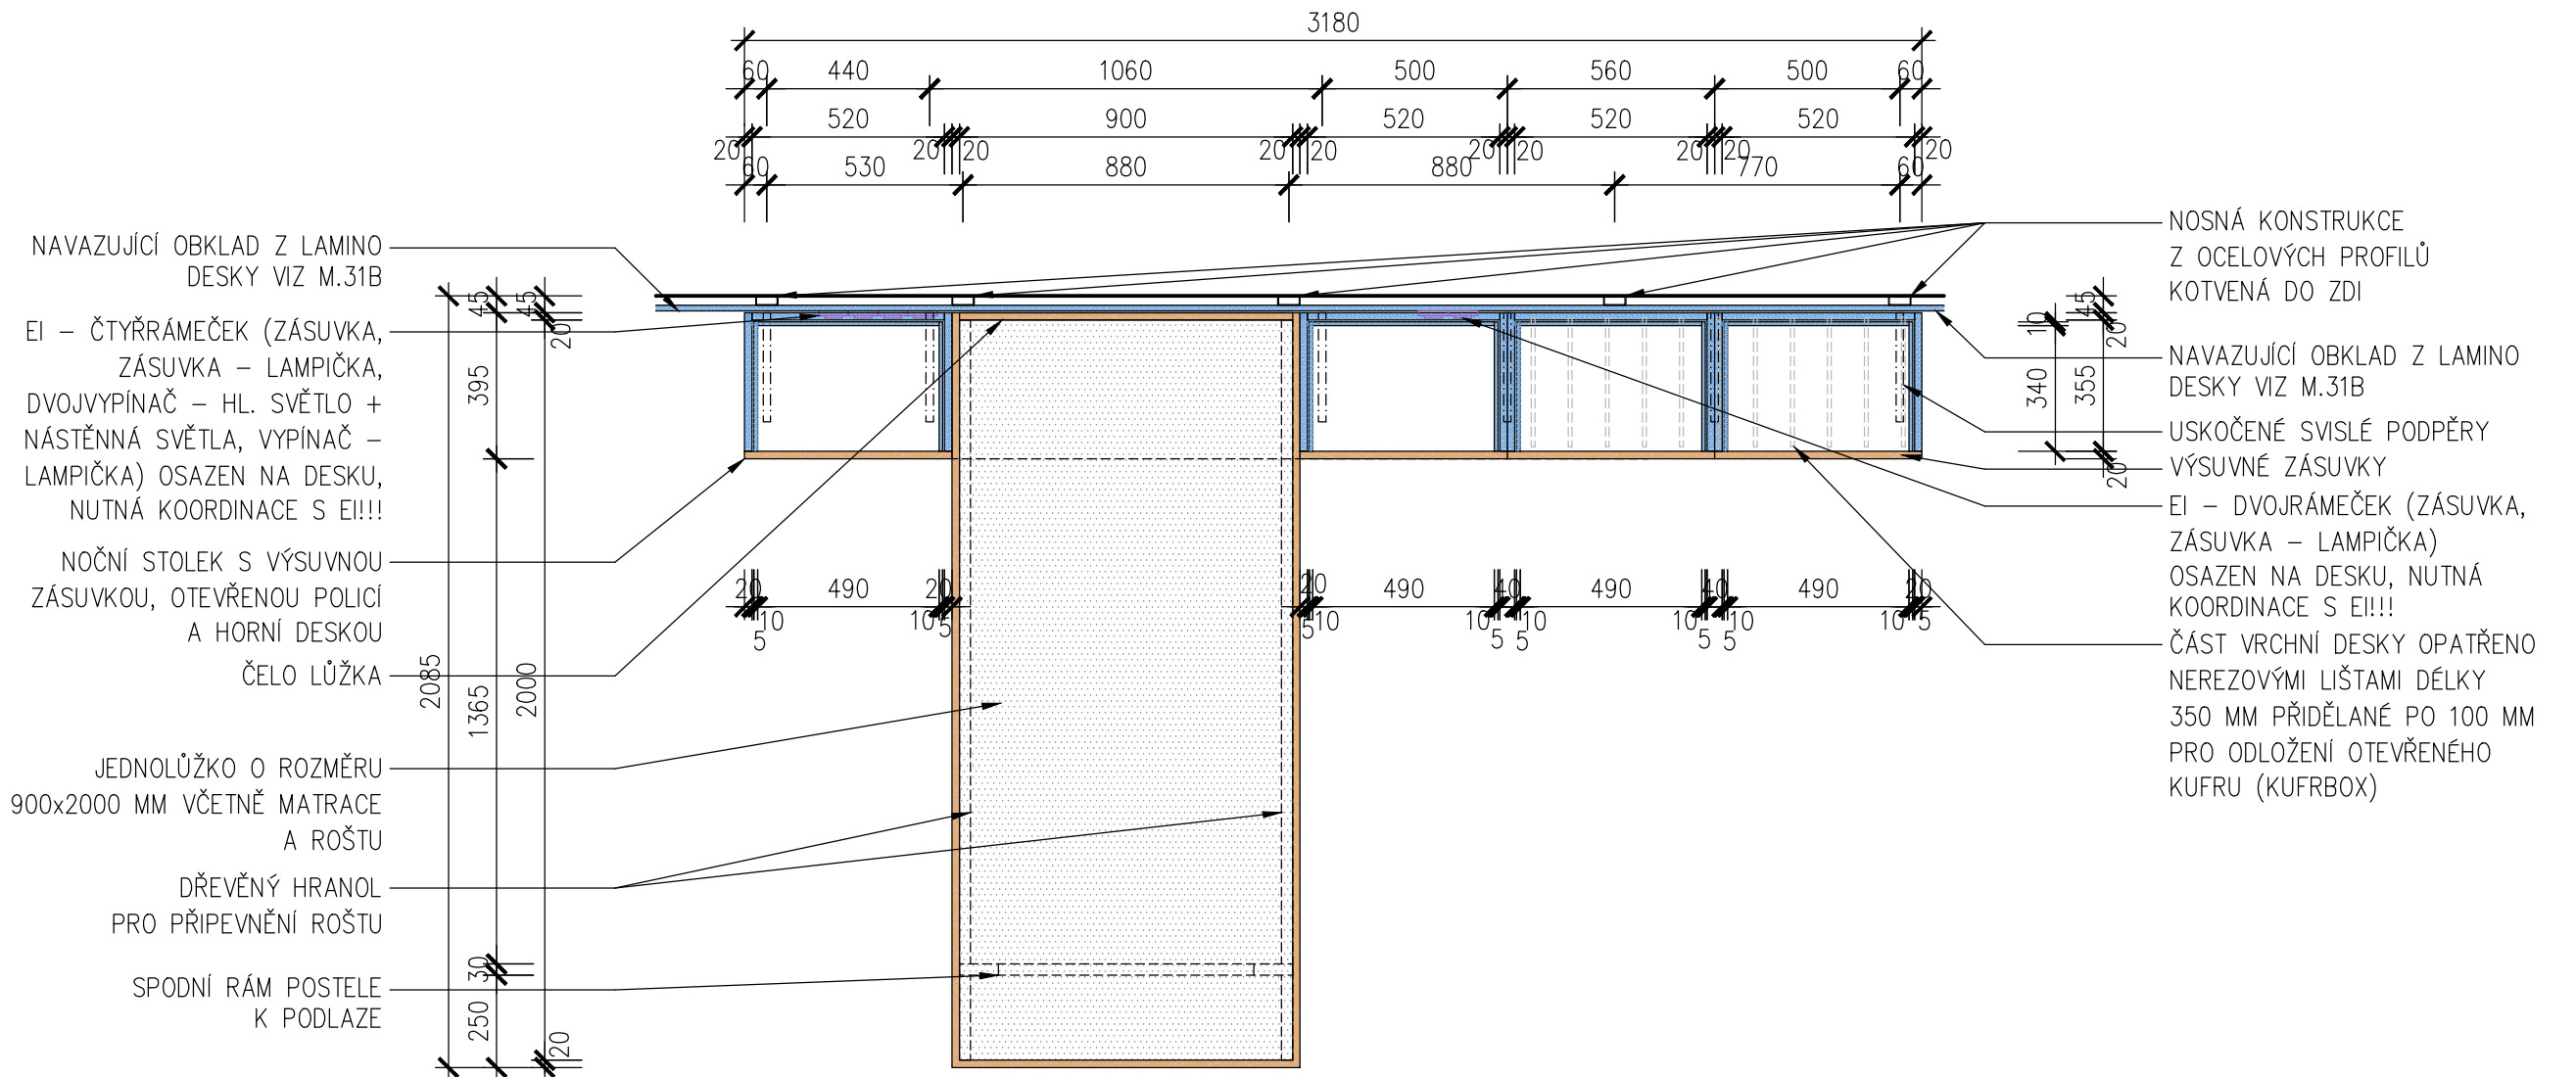 3180
60 440 1060 500 560 500 60
520 900 520 520 520
20 20 20 20 20 20 20 20 20 20
60 530 880 880 770 60
NAVAZUJÍCÍ OBKLAD Z LAMINO
DESKY VIZ M.31B
EI – ČTYŘRÁMEČEK (ZÁSUVKA,
ZÁSUVKA – LAMPIČKA,
DVOJVYPÍNAČ – HL. SVĚTLO +
NÁSTĚNNÁ SVĚTLA, VYPÍNAČ –
LAMPIČKA) OSAZEN NA DESKU,
NUTNÁ KOORDINACE S EI!!!
NOČNÍ STOLEK S VÝSUVNOU
ZÁSUVKOU, OTEVŘENOU POLICÍ
A HORNÍ DESKOU
ČELO LŮŽKA
JEDNOLŮŽKO O ROZMĚRU
900x2000 MM VČETNĚ MATRACE
A ROŠTU
DŘEVĚNÝ HRANOL
PRO PŘIPEVNĚNÍ ROŠTU
SPODNÍ RÁM POSTELE
K PODLAZE
2085
45
395
1365
30
250
45
20
2000
20
20 490 20 20 490 40 490 40 490 20
5 10 10 5 5 10 10 5 5 10 10 5 5 10 10 5
10
340
45
20
355
20
NOSNÁ KONSTRUKCE
Z OCELOVÝCH PROFILŮ
KOTVENÁ DO ZDI
NAVAZUJÍCÍ OBKLAD Z LAMINO
DESKY VIZ M.31B
USKOČENÉ SVISLÉ PODPĚRY
VÝSUVNÉ ZÁSUVKY
EI – DVOJRÁMEČEK (ZÁSUVKA,
ZÁSUVKA – LAMPIČKA)
OSAZEN NA DESKU, NUTNÁ
KOORDINACE S EI!!!
ČÁST VRCHNÍ DESKY OPATŘENO
NEREZOVÝMI LIŠTAMI DÉLKY
350 MM PŘIDĚLANÉ PO 100 MM
PRO ODLOŽENÍ OTEVŘENÉHO
KUFRU (KUFRBOX)